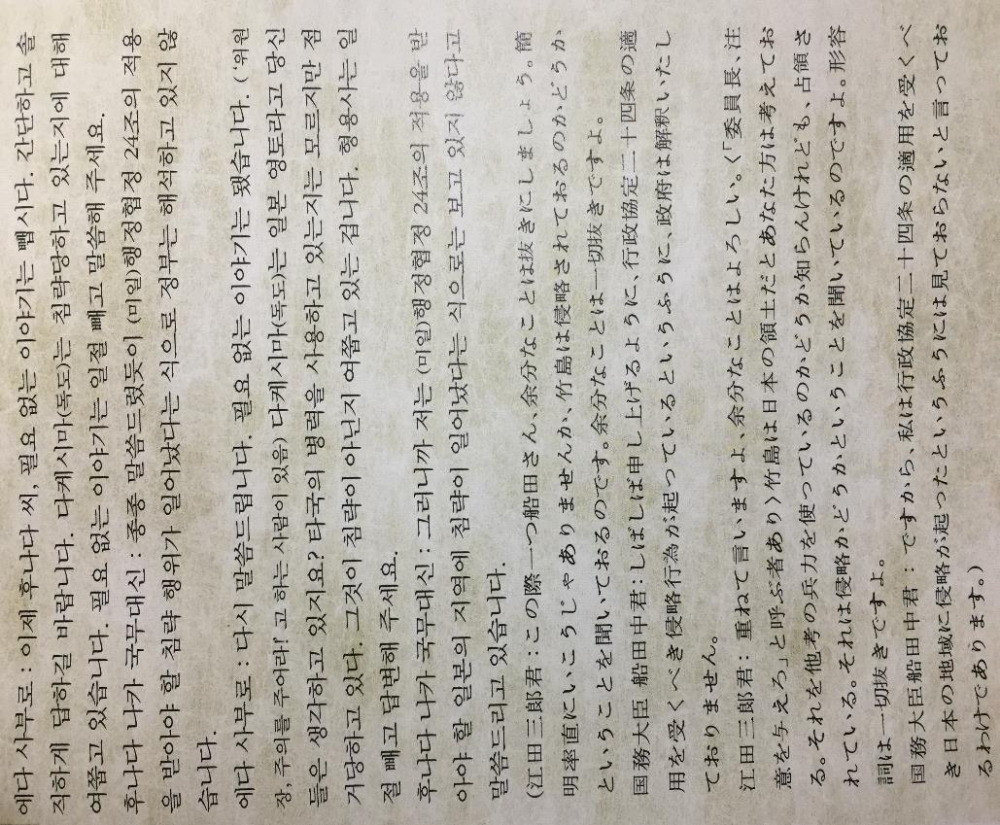 에다 사부로 : 이제 후나다 씨, 필요 없는 이야기는 뺍시다. 간단하고 솔
직하게 답하길 바랍니다. 다케시마(독도)는 침략당하고 있는지에 대해
여쭙고 있습니다. 필요 없는 이야기는 일절 빼고 말씀해 주세요.
후나다 나카 국무대신 : 종종 말씀드렸듯이 (미일)행정협정 24조의 적용
을 받아야 할 침략 행위가 일어났다는 식으로 정부는 해석하고 있지 않
습니다.
에다 사부로 : 다시 말씀드립니다. 필요 없는 이야기는 됐습니다. ('위원
장, 주의를 주어라!' 고 하는 사람이 있음) 다케시마(독도)는 일본 영토라고 당신
들은 생각하고 있지요? 타국의 병력을 사용하고 있는지는 모르지만 점
거당하고 있다. 그것이 침략이 아닌지 여쭙고 있는 겁니다. 형용사는 일
절 빼고 답변해 주세요.
후나다 나카 국무대신 : 그러니까 저는 (미일)행정협정 24조의 적용을 받
아야 할 일본의 지역에 침략이 일어났다는 식으로는 보고 있지 않다고
말씀드리고 있습니다.
(江田三郎君：この際一つ船田さん、余分なことは抜きにしましょう。簡
明率直にいこうじゃありませんか、竹島は侵略されておるのかどうか
ということを聞いておるのです。余分なことは一切抜きですよ。
国務大臣 船田中君：しばしば申し上げるように、行政協定二十四条の適
用を受くべき侵略行為が起っているというふうに、政府は解釈いたし
ておりません。
江田三郎君：重ねて言いますよ、余分なことはよろしい。〈「委員長、注
意を与えろ」と呼ぶ者あり〉竹島は日本の領土だとあなた方は考えてお
る。それを他考の兵力を使っているのかどうか知らんけれども、占領さ
れている。それは侵略かどうかということを聞いているのですよ。形容
詞は一切抜きですよ。
国務大臣船田中君：ですから、私は行政協定二十四条の適用を受くべ
き日本の地域に侵略が起ったというふうには見ておらないと言ってお
るわけであります。)